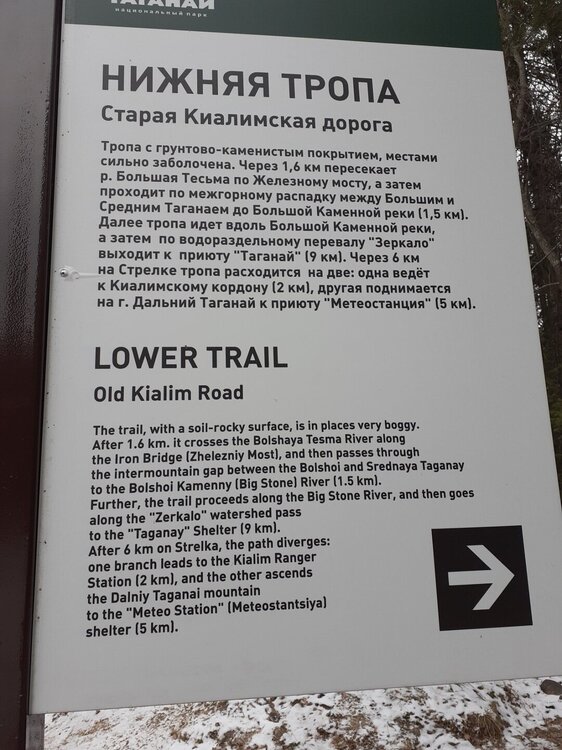 ТАГАНАЙ
национальный парк
НИЖНЯЯ ТРОПА
Старая Киалимская дорога
Тропа с грунтово-каменистым покрытием, местами
сильно заболочена. Через 1,6 км пересекает
р. Большая Тесьма по Железному мосту, а затем
проходит по межгорному распадку между Большим и
Средним Таганаем до Большой Каменной реки (1,5 км).
Далее тропа идет вдоль Большой Каменной реки,
а затем по водораздельному перевалу "Зеркало"
выходит к приюту "Таганай" (9 км). Через 6 км
на Стрелке тропа расходится на две: одна ведёт
к Киалимскому кордону (2 км), другая поднимается
на г. Дальний Таганай к приюту "Метеостанция" (5 км).
LOWER TRAIL
Old Kialim Road
The trail, with a soil-rocky surface, is in places very boggy.
After 1.6 km. it crosses the Bolshaya Tesma River along
the Iron Bridge (Zhelezniy Most), and then passes through
the intermountain gap between the Bolshoi and Srednaya Taganay
to the Bolshoi Kamenny (Big Stone) River (1.5 km).
Further, the trail proceeds along the Big Stone River, and then goes
along the "Zerkalo" watershed pass
to the "Taganay" Shelter (9 km).
After 6 km on Strelka, the path diverges:
one branch leads to the Kialim Ranger
Station (2 km), and the other ascends
the Dalniy Taganai mountain
to the "Meteo Station" (Meteostantsiya)
shelter (5 km).